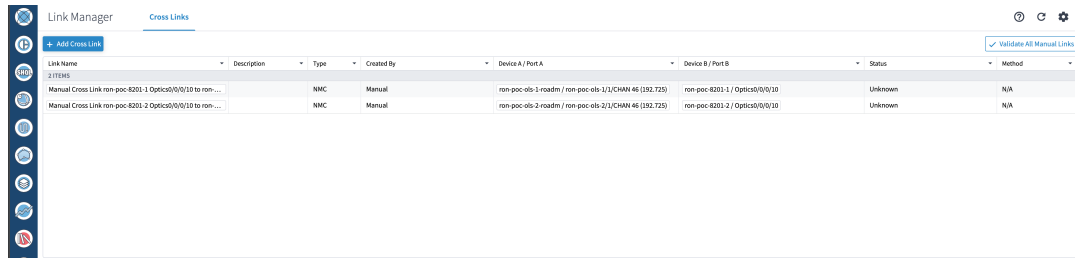 Link Manager
Cross Links
+ Add Cross Link
Validate All Manual Links
Link Name Description Type Created By Device A / Port A Device B / Port B Status Method
2 ITEMS
Manual Cross Link ron-poc-8201-1 Optics0/0/0/10 to ron-... NMC Manual ron-poc-ols-1-roadm / ron-poc-ols-1/1/CHAN 46 (192.725) ron-poc-8201-1 / Optics0/0/0/10 Unknown N/A
Manual Cross Link ron-poc-8201-2 Optics0/0/0/10 to ron-... NMC Manual ron-poc-ols-2-roadm / ron-poc-ols-2/1/CHAN 46 (192.725) ron-poc-8201-2 / Optics0/0/0/10 Unknown N/A